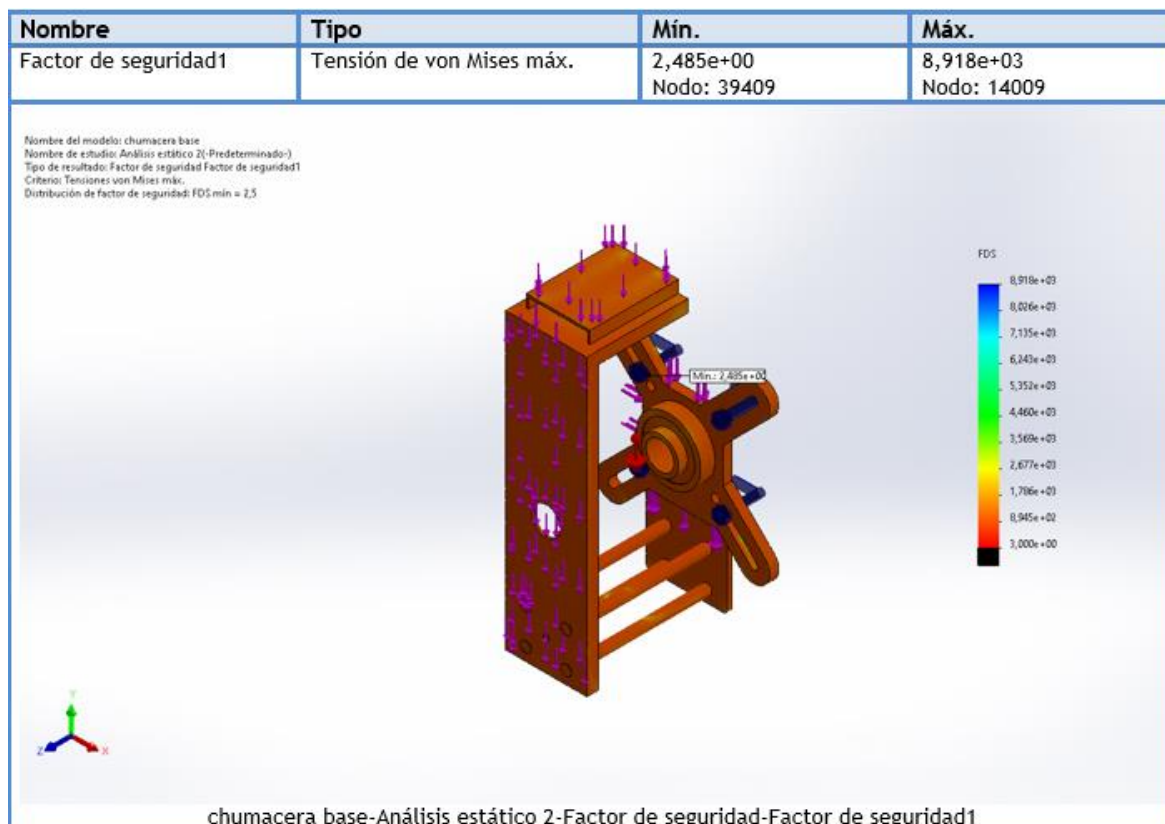 Nombre Tipo Mín. Máx.
Factor de seguridad1 Tensión de von Mises máx. 2,485e+00 8,918e+03
Nodo: 39409 Nodo: 14009
Nombre del modelo: chumacera base
Nombre de estudio: Análisis estático 2(-Predeterminado-)
Tipo de resultado: Factor de seguridad Factor de seguridad1
Criterio: Tensiones von Mises máx.
Distribución de factor de seguridad: FDS mín = 2,5
FDS
8,918e+03
8,026e+03
7,135e+03
6,243e+03
Mín.: 2,485e+00
5,352e+03
4,460e+03
3,569e+03
2,677e+03
1,786e+03
8,945e+02
3,000e+00
Y
Z X
chumacera base-Análisis estático 2-Factor de seguridad-Factor de seguridad1